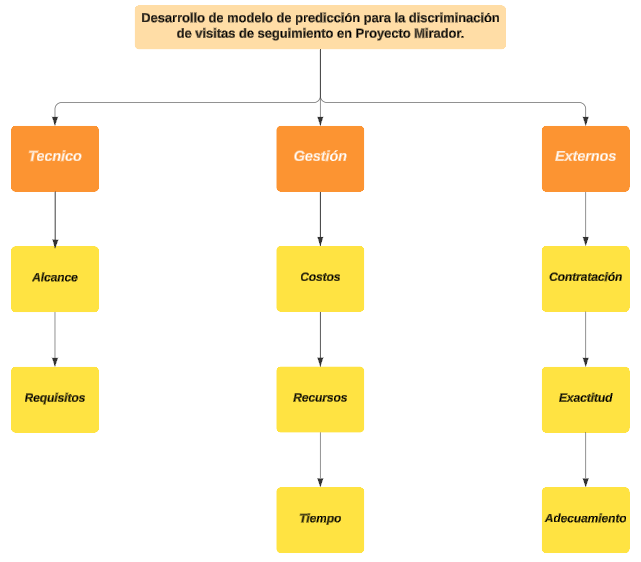 Desarrollo de modelo de predicción para la discriminación
de visitas de seguimiento en Proyecto Mirador.
Tecnico
Gestión
Externos
Alcance
Costos
Contratación
Requisitos
Recursos
Exactitud
Tiempo
Adecuamiento